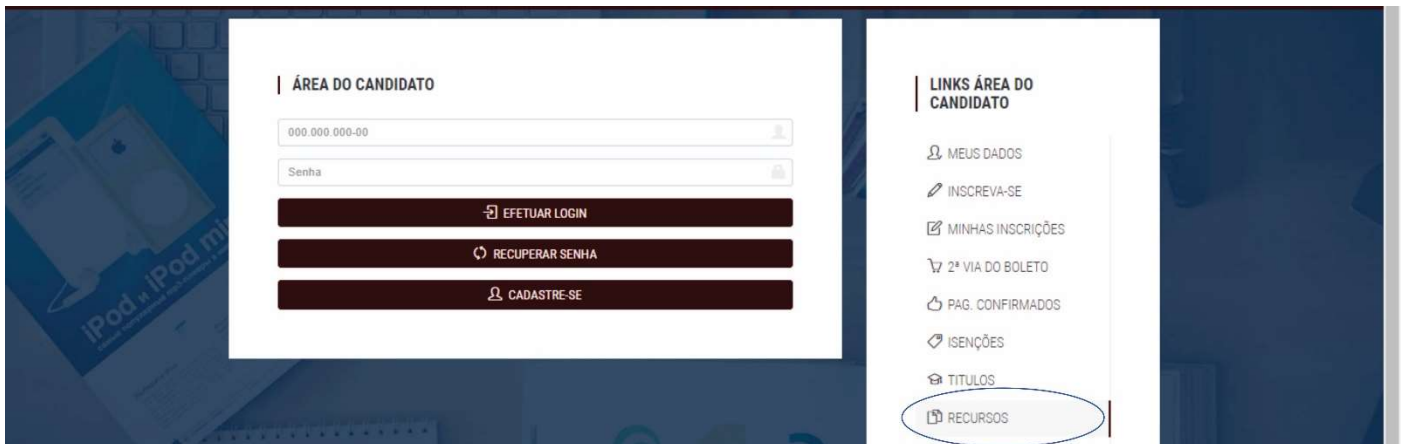 ÁREA DO CANDIDATO
000.000.000-00
Senha
EFETUAR LOGIN
RECUPERAR SENHA
CADASTRE-SE
LINKS ÁREA DO
CANDIDATO
MEUS DADOS
INSCREVA-SE
MINHAS INSCRIÇÕES
2ª VIA DO BOLETO
PAG. CONFIRMADOS
ISENÇÕES
TITULOS
RECURSOS
iPod и iPod mini